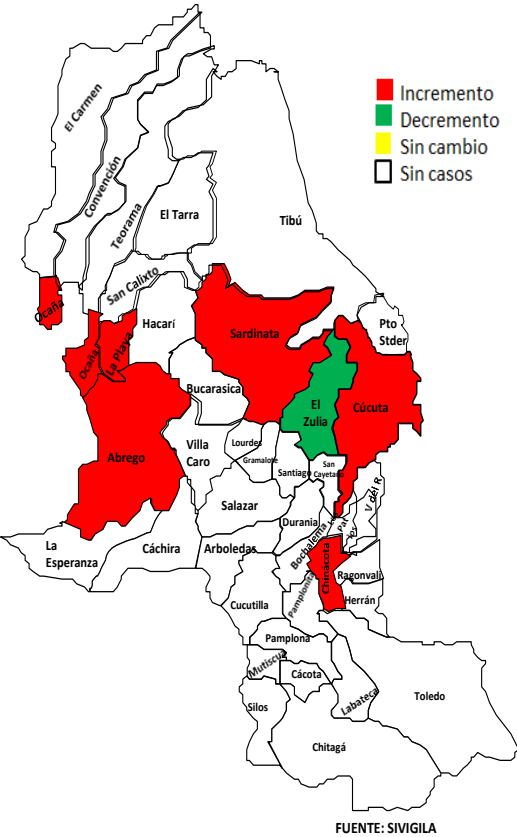 Incremento
Decremento
Sin cambio
Sin casos
El Carmen
Convención
Teorama
El Tarra
Tibú
San Calixto
Ocaña
Ocaña
La Playa
Hacarí
Sardinata
Pto
Stder
Bucarasica
El
Zulia
Cúcuta
Abrego
Villa
Caro
Lourdes
Gramalote
Santiago
San
Cayetano
Salazar
Durania
V del R
La
Esperanza
Cáchira
Arboledas
Bochalema
Chinácota
Ragonvali
Herrán
Cucutilla
Pamplonita
Pamplona
Mutiscua
Cácota
Silos
Labateca
Toledo
Chitagá
FUENTE: SIVIGILA